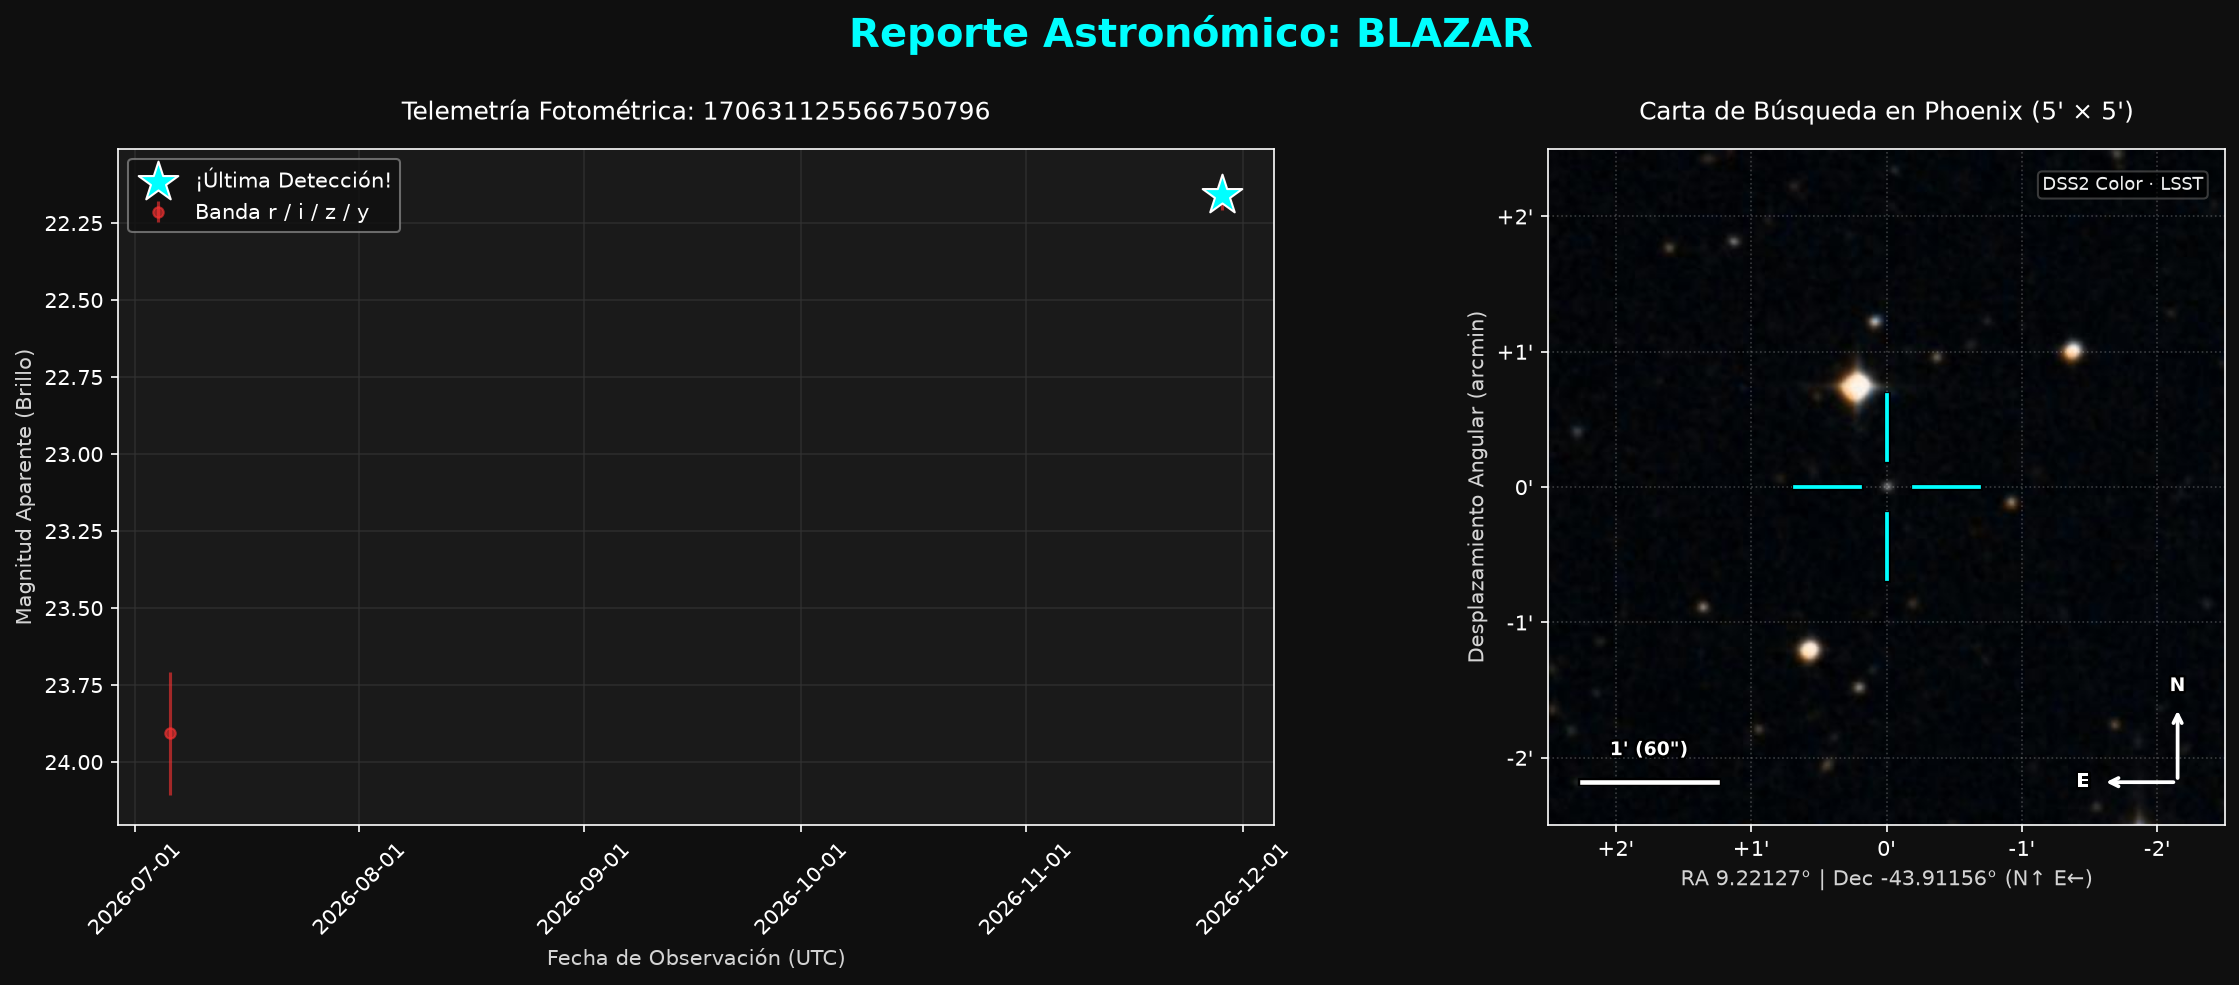 Reporte Astronómico: BLAZAR
Telemetría Fotométrica: 170631125566750796
¡Última Detección!
Banda r / i / z / y
Magnitud Aparente (Brillo)
22.25
22.50
22.75
23.00
23.25
23.50
23.75
24.00
2026-07-01
2026-08-01
2026-09-01
2026-10-01
2026-11-01
2026-12-01
Fecha de Observación (UTC)
Carta de Búsqueda en Phoenix (5' × 5')
DSS2 Color · LSST
Desplazamiento Angular (arcmin)
+2'
+1'
0'
-1'
-2'
N
E
1' (60")
+2'
+1'
0'
-1'
-2'
RA 9.22127° | Dec -43.91156° (N↑ E←)